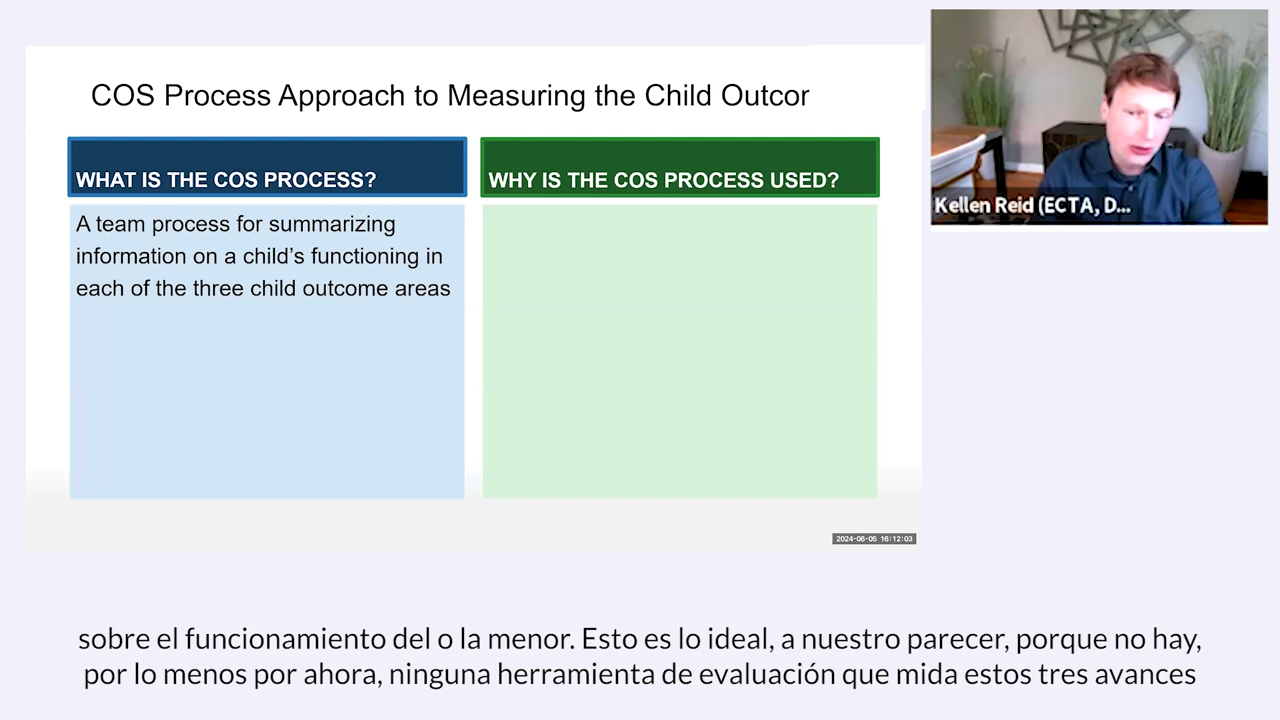 COS Process Approach to Measuring the Child Outcor
WHAT IS THE COS PROCESS?
A team process for summarizing
information on a child’s functioning in
each of the three child outcome areas
WHY IS THE COS PROCESS USED?
Kellen Reid (ECTA, D...
2024-06-05 16:12:03
sobre el funcionamiento del o la menor. Esto es lo ideal, a nuestro parecer, porque no hay,
por lo menos por ahora, ninguna herramienta de evaluación que mida estos tres avances